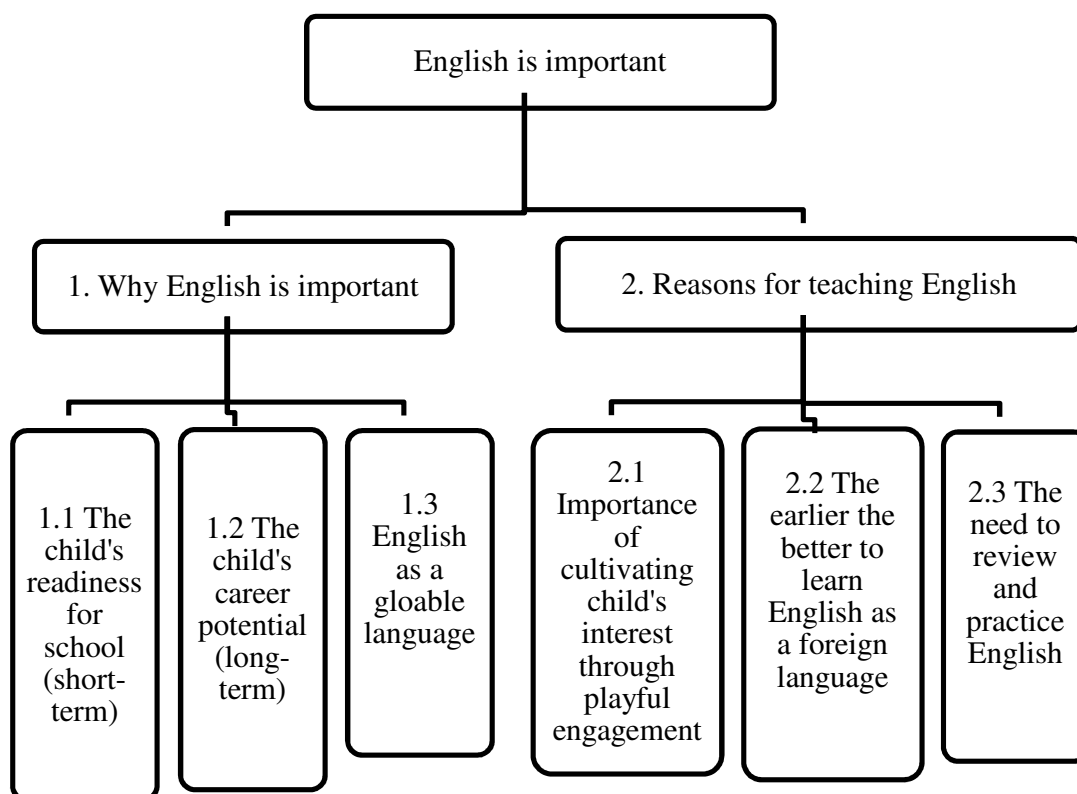 English is important
1. Why English is important
2. Reasons for teaching English
1.1 The
child's
readiness
for
school
(short-
term)
1.2 The
child's
career
potential
(long-
term)
1.3
English
as a
gloable
language
2.1
Importance
of
cultivating
child's
interest
through
playful
engagement
2.2 The
earlier the
better to
learn
English as
a foreign
language
2.3 The
need to
review
and
practice
English